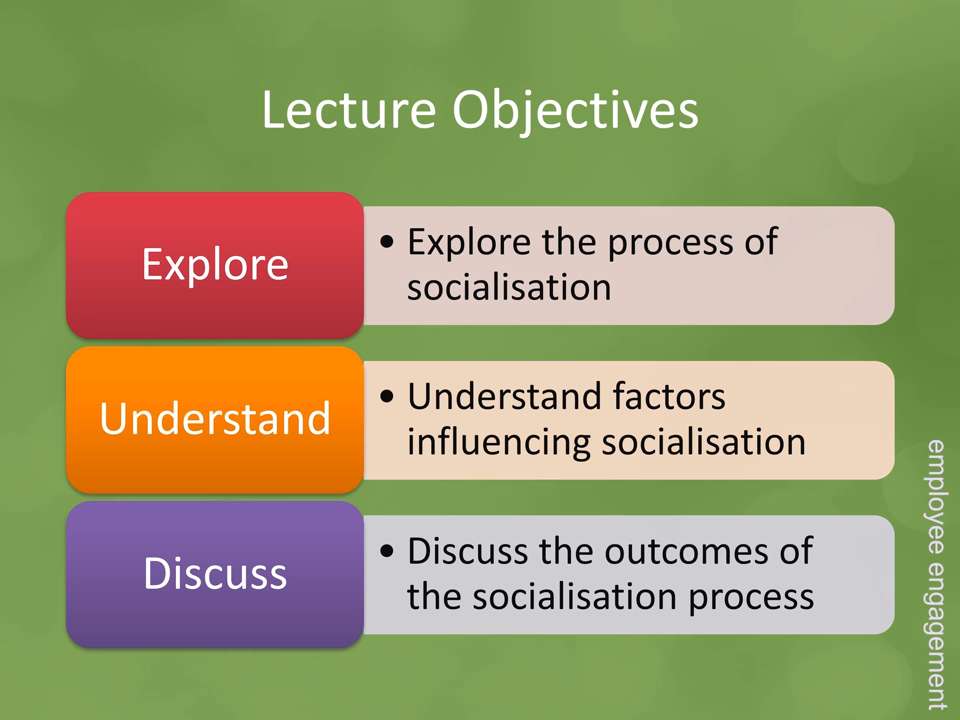 Lecture Objectives
Explore
• Explore the process of
socialisation
Understand
• Understand factors
influencing socialisation
Discuss
• Discuss the outcomes of
the socialisation process
employee engagement